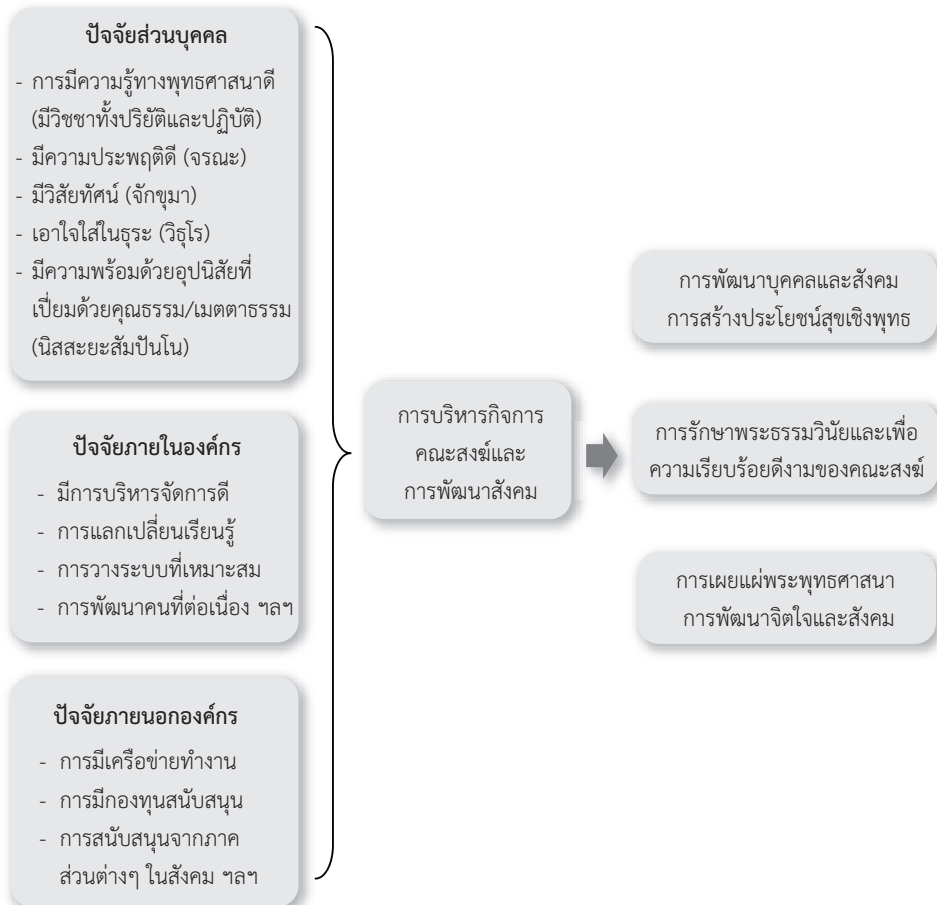 ปัจจัยส่วนบุคคล
- การมีความรู้ทางพุทธศาสนาดี
(มีวิชชาทั้งปริยัติและปฏิบัติ)
- มีความประพฤติดี (จรณะ)
- มีวิสัยทัศน์ (จักขุมา)
- เอาใจใส่ในธุระ (วิธุโร)
- มีความพร้อมด้วยอุปนิสัยที่
เปี่ยมด้วยคุณธรรม/เมตตาธรรม
(นิสสะยะสัมปันโน)
ปัจจัยภายในองค์กร
- มีการบริหารจัดการดี
- การแลกเปลี่ยนเรียนรู้
- การวางระบบที่เหมาะสม
- การพัฒนาคนที่ต่อเนื่อง ฯลฯ
ปัจจัยภายนอกองค์กร
- การมีเครือข่ายทำงาน
- การมีกองทุนสนับสนุน
- การสนับสนุนจากภาค
ส่วนต่างๆ ในสังคม ฯลฯ
การบริหารกิจการ
คณะสงฆ์และ
การพัฒนาสังคม
การพัฒนาบุคคลและสังคม
การสร้างประโยชน์สุขเชิงพุทธ
การรักษาพระธรรมวินัยและเพื่อ
ความเรียบร้อยดีงามของคณะสงฆ์
การเผยแผ่พระพุทธศาสนา
การพัฒนาจิตใจและสังคม